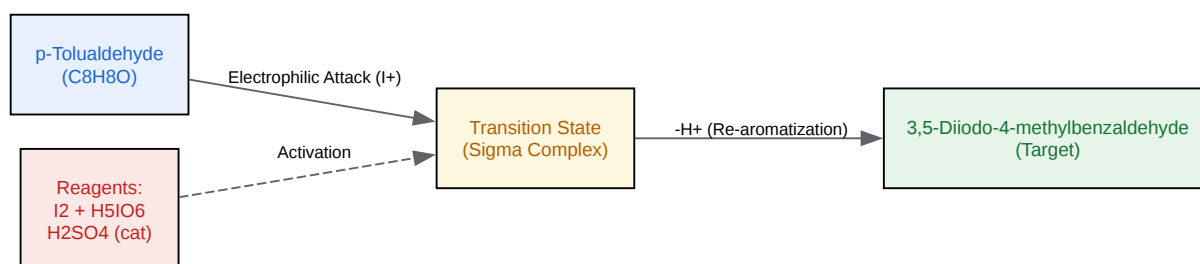 p-Tolualdehyde
(C8H8O)
Electrophilic Attack (I+)
Activation
Reagents:
I2 + H5IO6
H2SO4 (cat)
Transition State
(Sigma Complex)
-H+ (Re-aromatization)
3,5-Diiodo-4-methylbenzaldehyde
(Target)